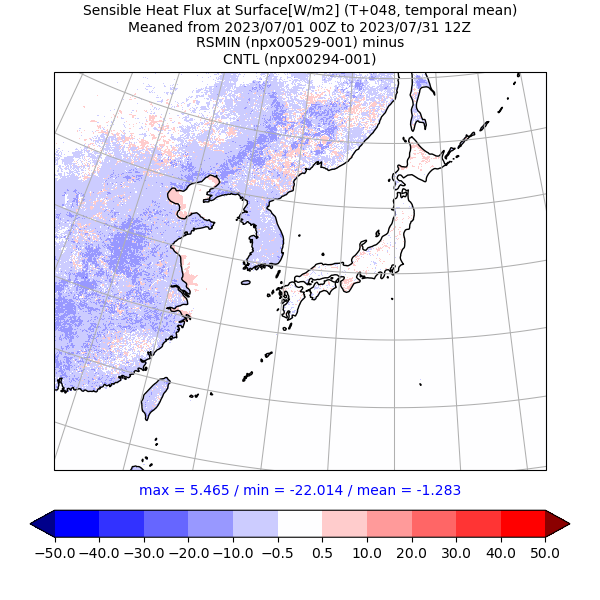 Sensible Heat Flux at Surface[W/m2] (T+048, temporal mean)
Meaned from 2023/07/01 00Z to 2023/07/31 12Z
RSMIN (npx00529-001) minus
CNTL (npx00294-001)
max = 5.465 / min = -22.014 / mean = -1.283
−50.0 −40.0 −30.0 −20.0 −10.0 −0.5 0.5 10.0 20.0 30.0 40.0 50.0